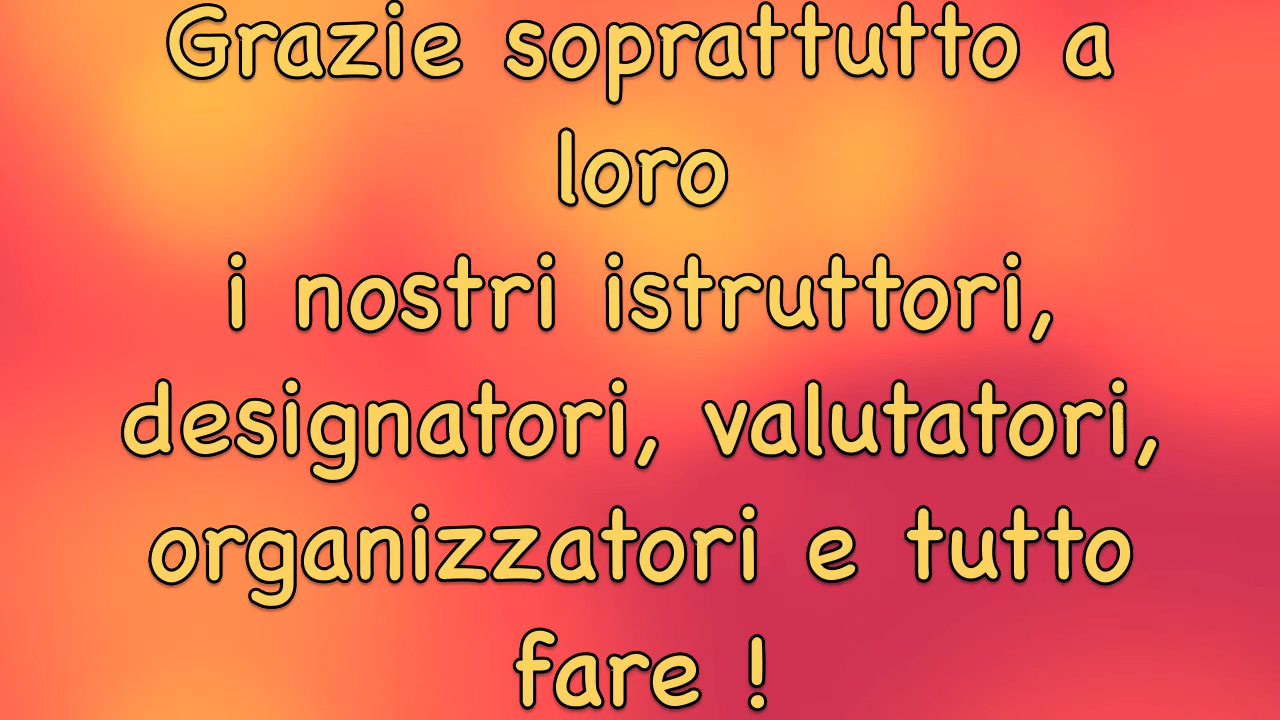 Grazie soprattutto a
loro
i nostri istruttori,
designatori, valutatori,
organizzatori e tutto
fare !